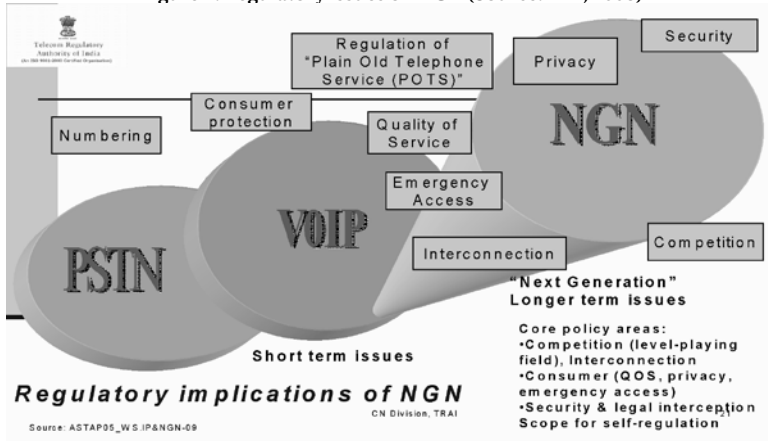 Telecom Regulatory
Authority of India
Regulation of
"Plain Old Telephone
Service (POTS)"
Security
Privacy
Consumer
protection
Numbering
Quality of
Service
NGN
Emergency
Access
VOIP
PSTN
Interconnection
Competition
"Next Generation"
Longer term issues
Short term issues
Core policy areas:
•Competition (level-playing
field), Interconnection
•Consumer (QOS, privacy,
emergency access)
•Security & legal interception
Scope for self-regulation
Regulatory implications of NGN
CN Division, TRAI
21
Source: ASTAP05_WS.IP&NGN-09